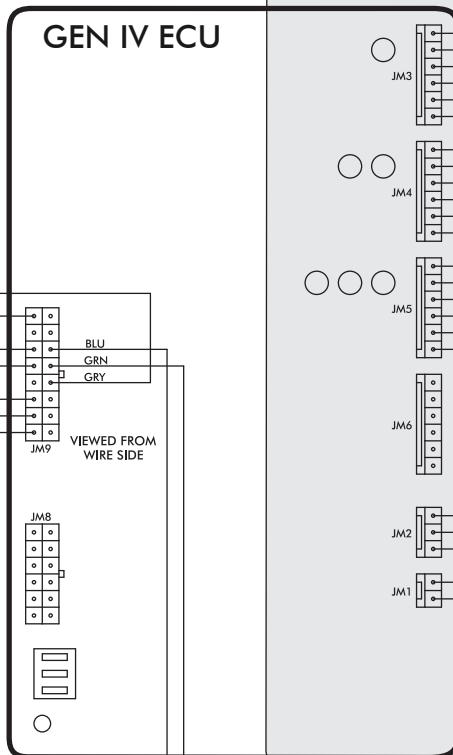 GEN IV ECU
JM3
JM4
JM5
BLU
GRN
GRY
JM6
VIEWED FROM
WIRE SIDE
JM9
JM8
JM2
JM1